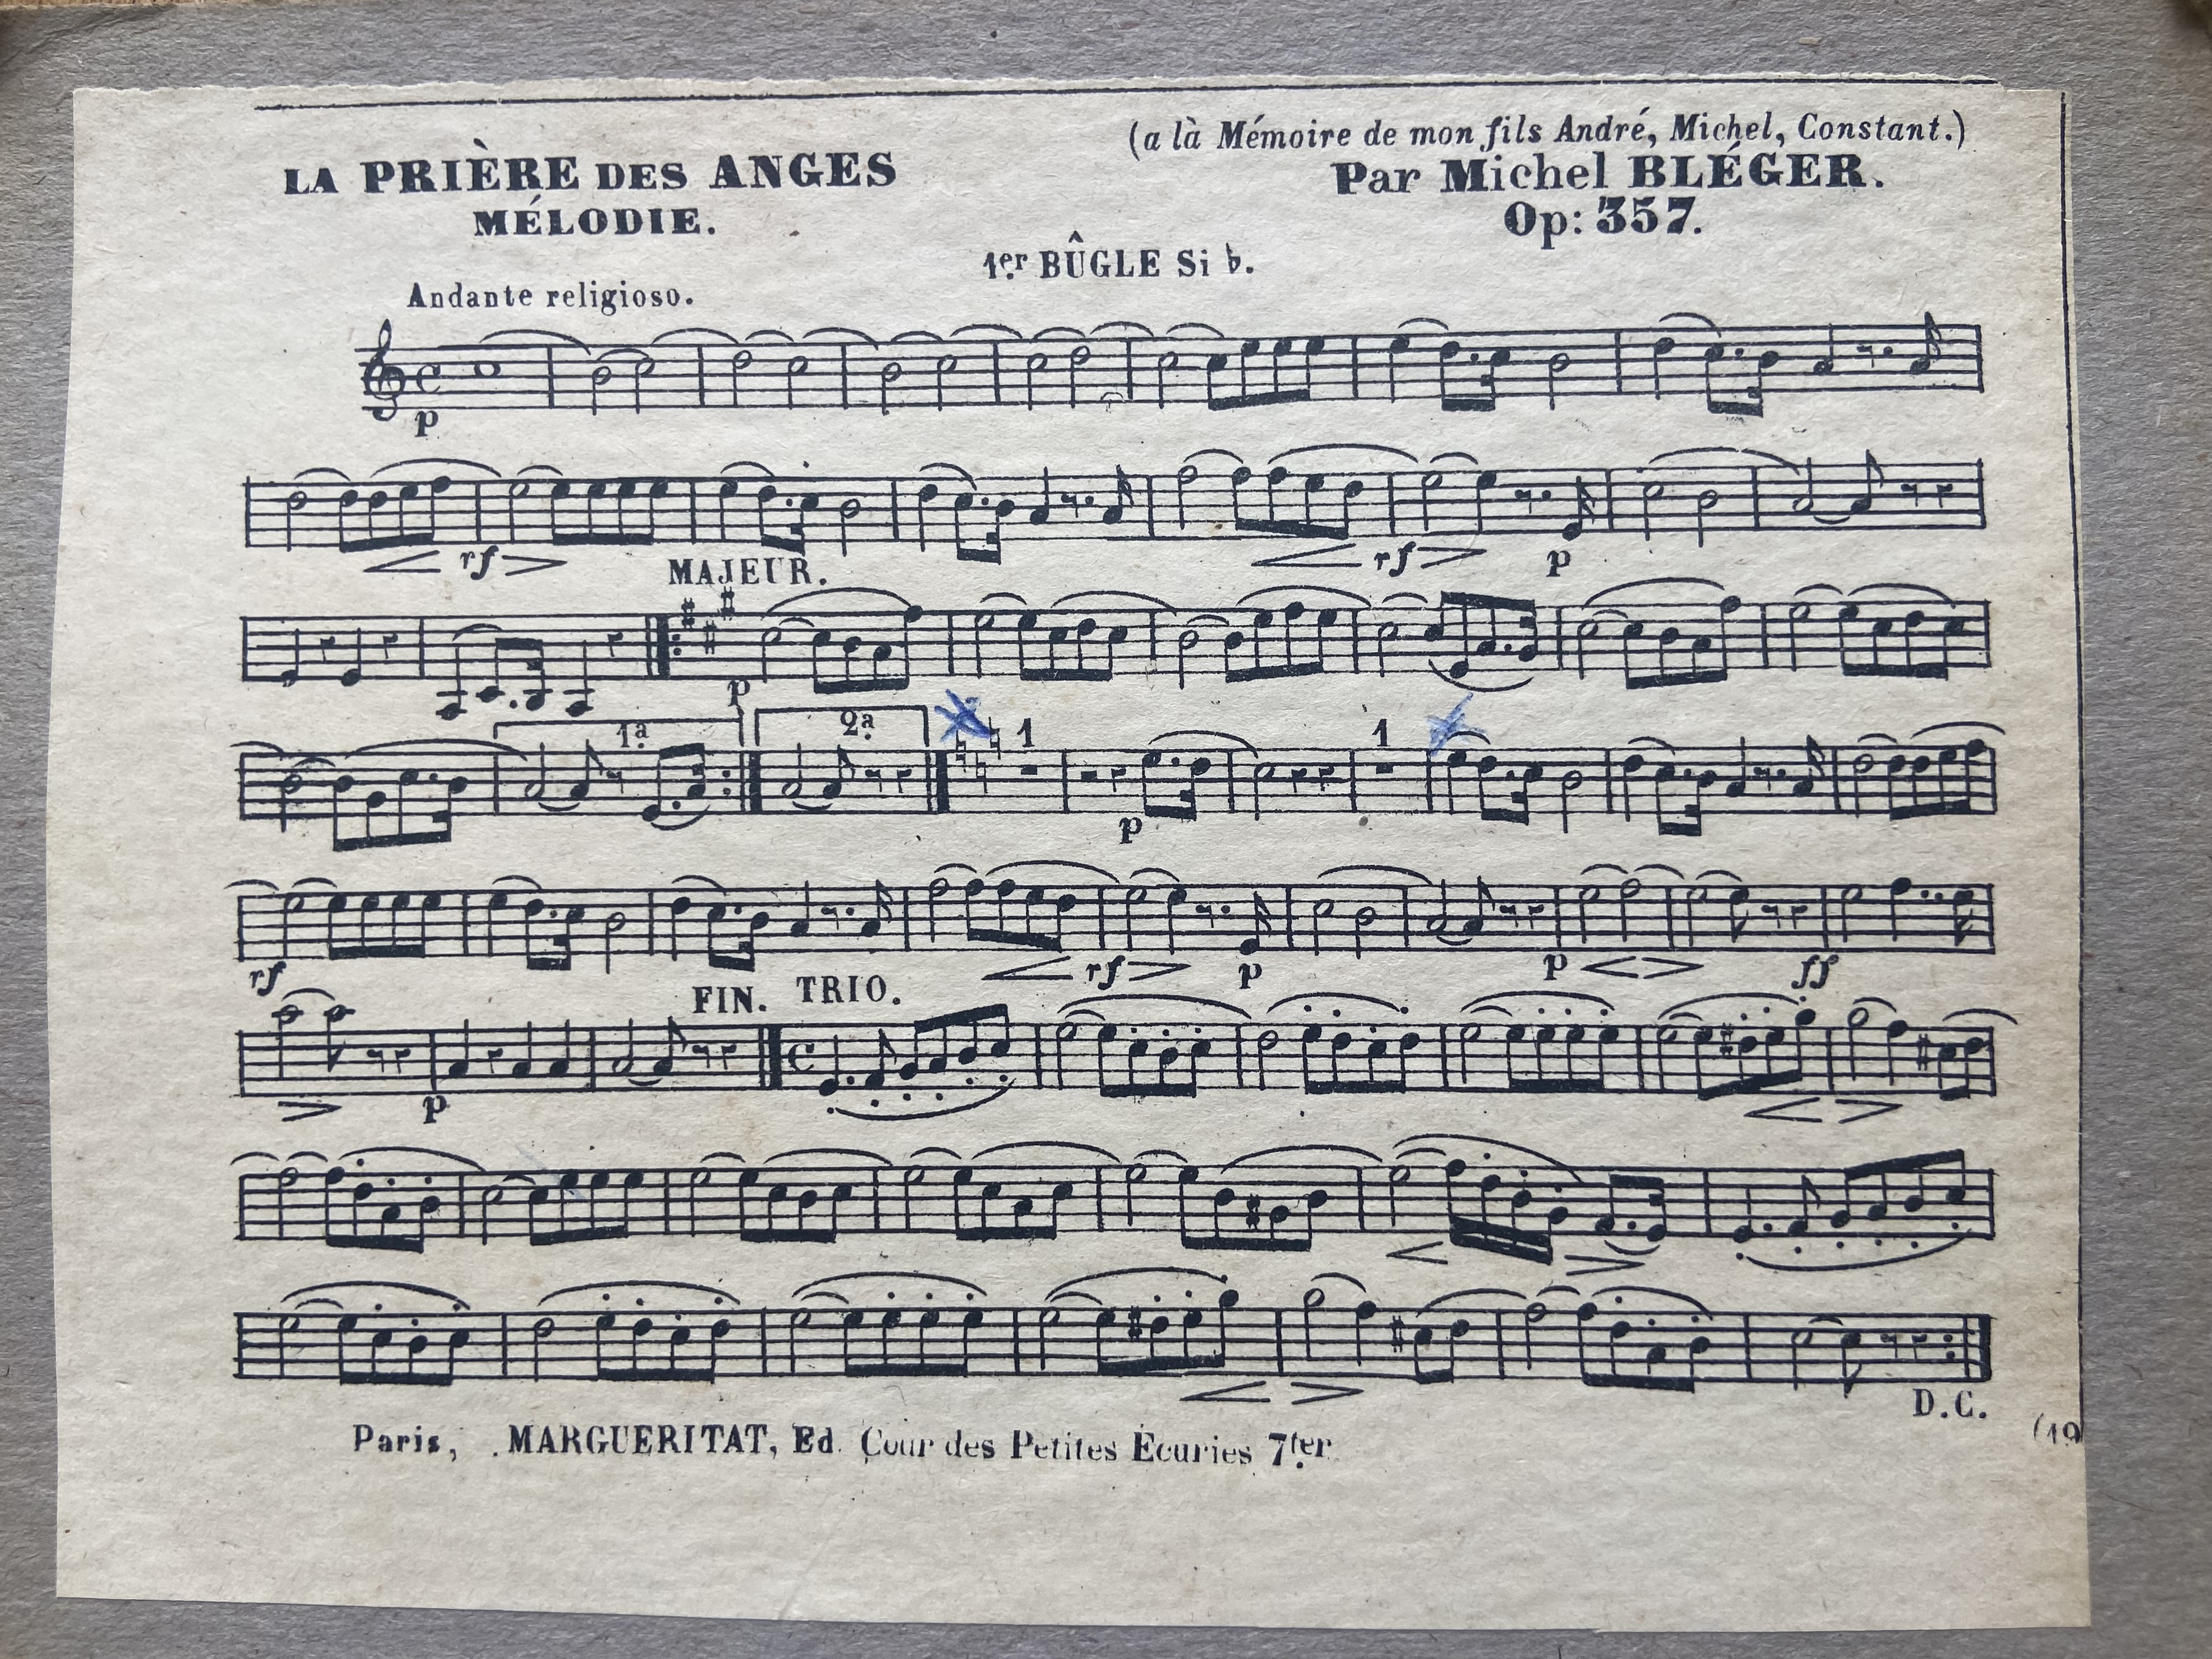 (a là Mémoire de mon fils André, Michel, Constant.)
LA PRIÈRE DES ANGES
Par Michel BLÉGER.
MÉLODIE.
Op: 357.
1er BÛGLE Si ♭.
Andante religioso.
p
rf p rf p
MAJEUR.
p
1ª 2ª 1 1
p
rf rf p p ff
FIN. TRIO.
p
D.C.
(19
Paris, MARGUERITAT, Ed. Cour des Petites Écuries 7ter